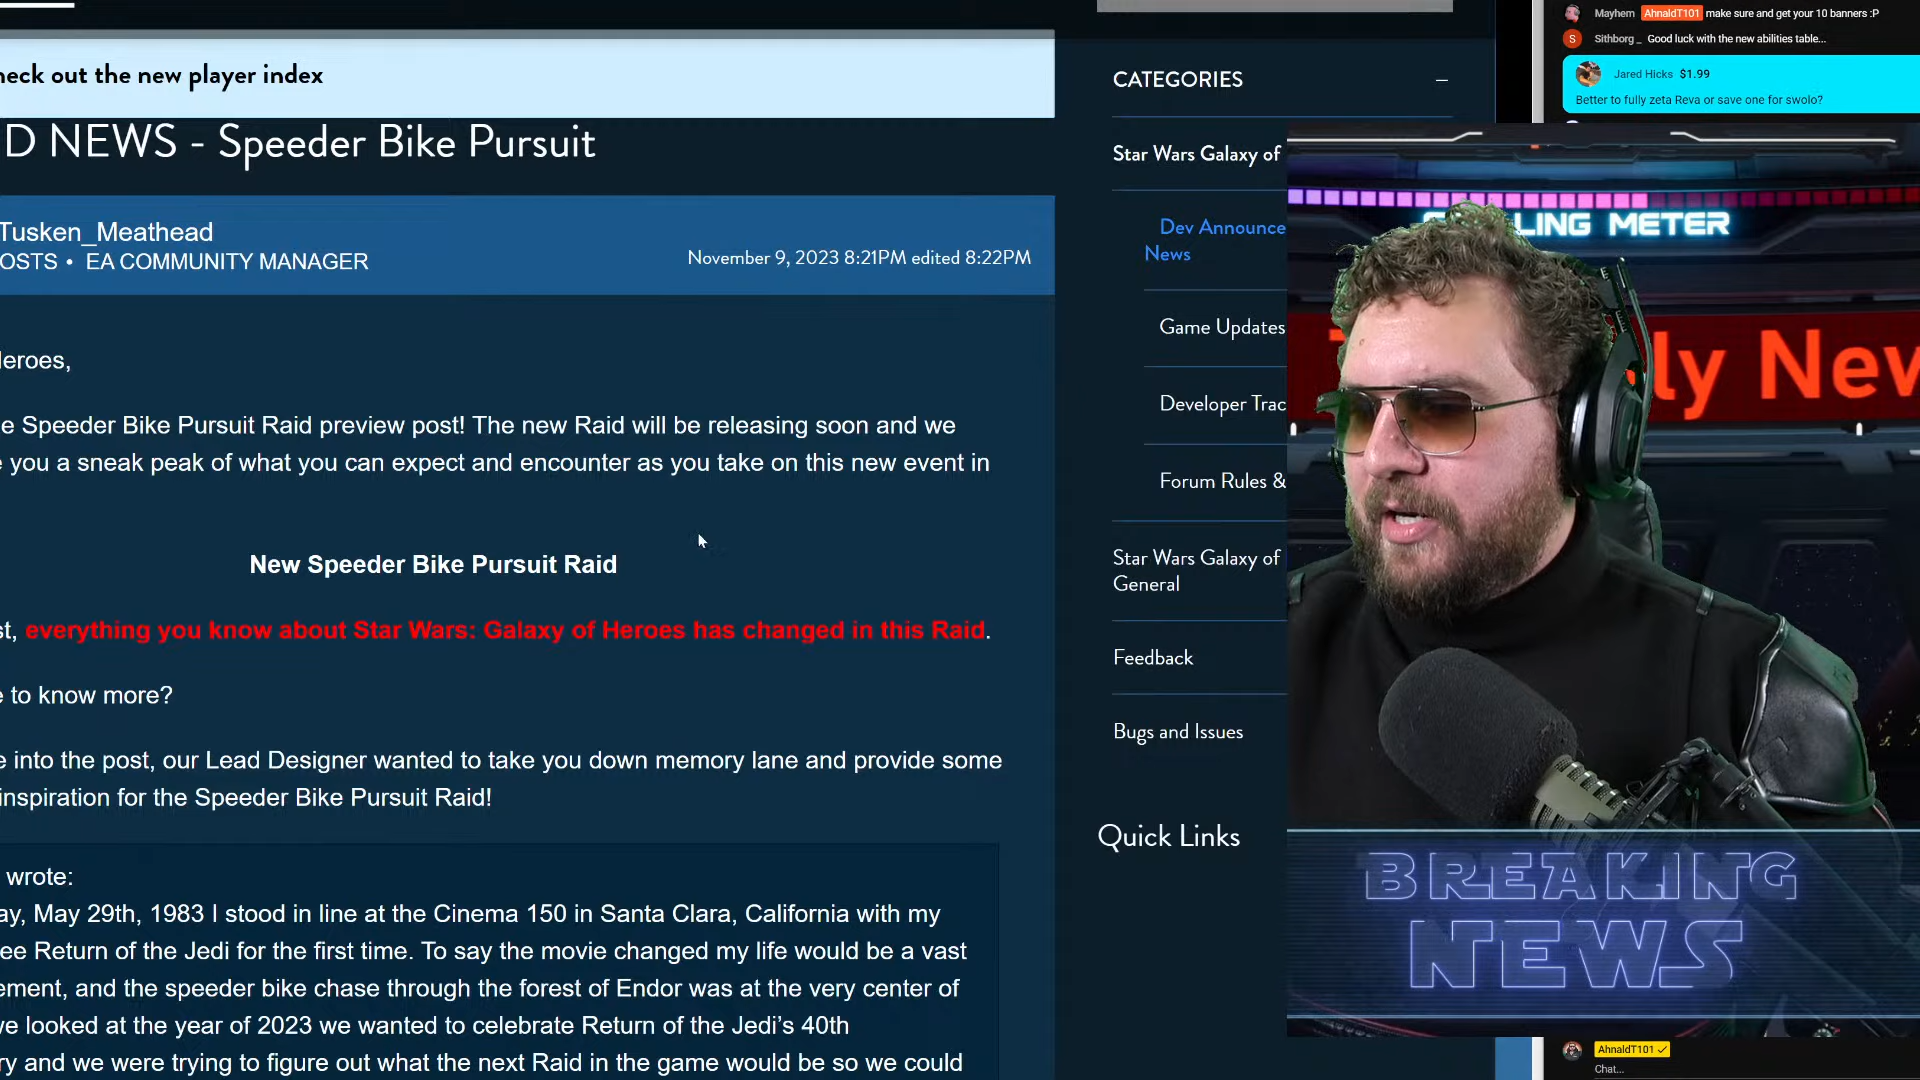 heck out the new player index
D NEWS - Speeder Bike Pursuit
Tusken_Meathead
OSTS • EA COMMUNITY MANAGER
November 9, 2023 8:21PM edited 8:22PM
eroes,
e Speeder Bike Pursuit Raid preview post! The new Raid will be releasing soon and we
e you a sneak peak of what you can expect and encounter as you take on this new event in
New Speeder Bike Pursuit Raid
st, everything you know about Star Wars: Galaxy of Heroes has changed in this Raid.
e to know more?
e into the post, our Lead Designer wanted to take you down memory lane and provide some
inspiration for the Speeder Bike Pursuit Raid!
wrote:
ay, May 29th, 1983 I stood in line at the Cinema 150 in Santa Clara, California with my
ee Return of the Jedi for the first time. To say the movie changed my life would be a vast
ement, and the speeder bike chase through the forest of Endor was at the very center of
ve looked at the year of 2023 we wanted to celebrate Return of the Jedi's 40th
ry and we were trying to figure out what the next Raid in the game would be so we could
CATEGORIES
Star Wars Galaxy of
Dev Announce
News
Game Updates
Developer Trac
Forum Rules &
Star Wars Galaxy of
General
Feedback
Bugs and Issues
Quick Links
Mayhem AhnaldT101 make sure and get your 10 banners :P
S Sithborg_ Good luck with the new abilities table...
Jared Hicks $1.99
Better to fully zeta Reva or save one for swolo?
LING METER
ly New
BREAKING
NEWS
AhnaldT101
Chat...